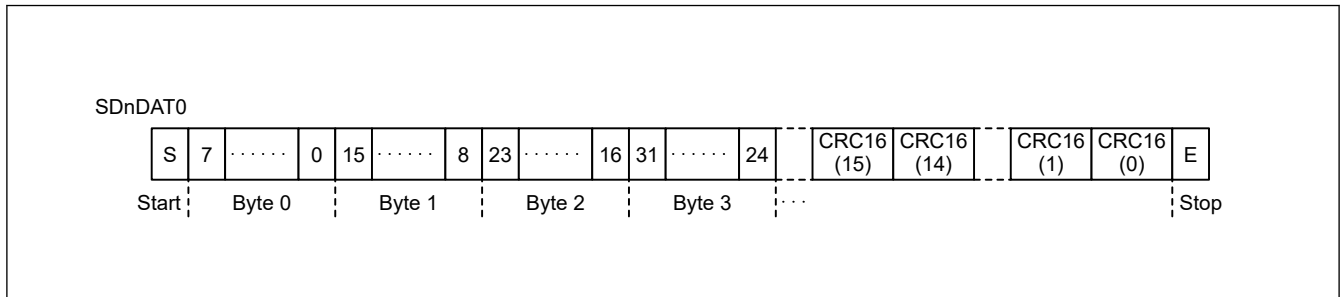 SDnDAT0
S 7 ······ 0 15 ······ 8 23 ······ 16 31 ······ 24 CRC16 (15) CRC16 (14) CRC16 (1) CRC16 (0) E
Start Byte 0 Byte 1 Byte 2 Byte 3 ··· Stop